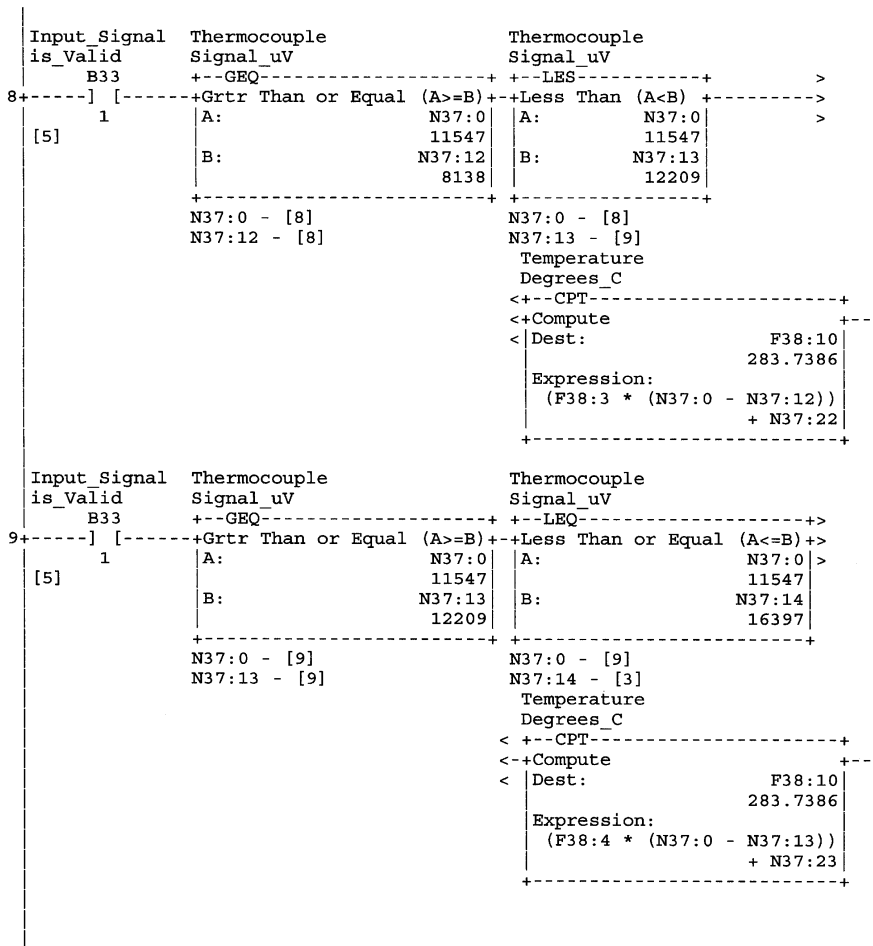 Input_Signal  Thermocouple                      Thermocouple
is_Valid      Signal_uV                         Signal_uV
B33       +--GEQ--------------------+ +--LES-----------+         >
8+-----] [------+Grtr Than or Equal (A>=B)+-+Less Than (A<B) +--------->
1        |A:                 N37:0| |A:         N37:0|         >
[5]             |                   11547| |           11547|
|B:                N37:12| |B:        N37:13|
|                    8138| |           12209|
+-------------------------+ +----------------+
N37:0 - [8]                       N37:0 - [8]
N37:12 - [8]                      N37:13 - [9]
Temperature
Degrees_C
<+--CPT----------------------+
<+Compute                    +--
<|Dest:                F38:10|
|                    283.7386|
|Expression:                 |
| (F38:3 * (N37:0 - N37:12))|
|                    + N37:22|
+---------------------------+
Input_Signal  Thermocouple                      Thermocouple
is_Valid      Signal_uV                         Signal_uV
B33       +--GEQ--------------------+ +--LEQ--------------------+>
9+-----] [------+Grtr Than or Equal (A>=B)+-+Less Than or Equal (A<=B)+>
1        |A:                 N37:0| |A:                 N37:0|>
[5]             |                   11547| |                   11547|
|B:                N37:13| |B:                N37:14|
|                   12209| |                   16397|
+-------------------------+ +-------------------------+
N37:0 - [9]                       N37:0 - [9]
N37:13 - [9]                      N37:14 - [3]
Temperature
Degrees_C
< +--CPT----------------------+
<-+Compute                    +--
< |Dest:                F38:10|
|                    283.7386|
|Expression:                 |
| (F38:4 * (N37:0 - N37:13))|
|                    + N37:23|
+---------------------------+